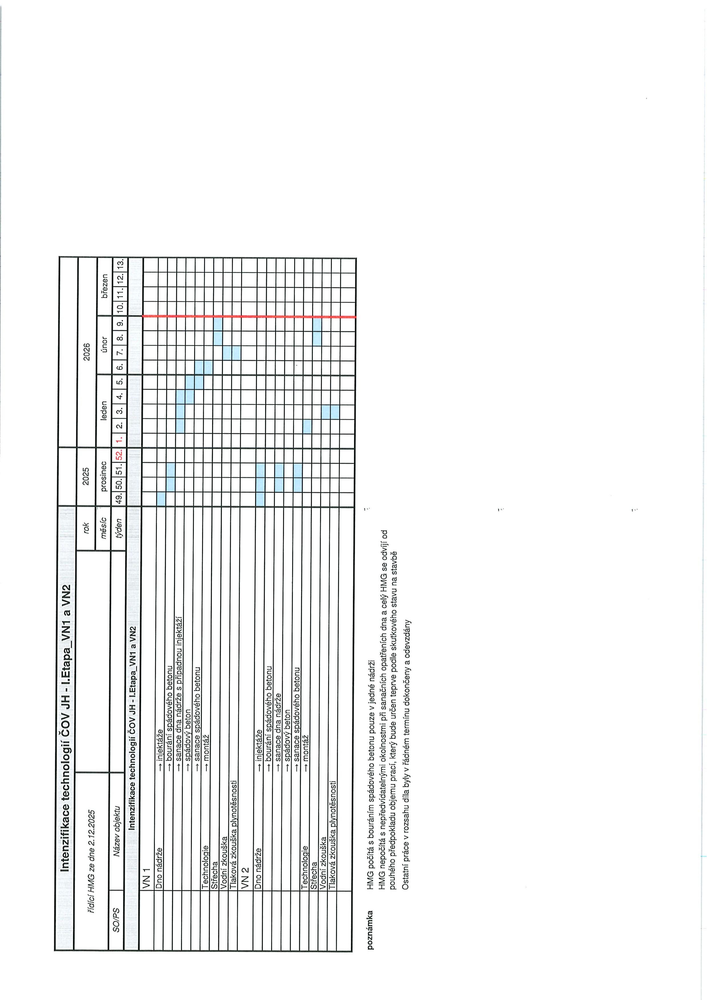 Intenzifikace technologií ČOV JH - I.Etapa_VN1 a VN2
řídící HMG ze dne 2.12.2025
rok 2025 2026
měsíc prosinec leden únor březen
SO/PS Název objektu týden 49. 50. 51. 52. 1. 2. 3. 4. 5. 6. 7. 8. 9. 10. 11. 12. 13.
Intenzifikace technologií ČOV JH - I.Etapa_VN1 a VN2
VN 1
Dno nádrže → injektáže
→ bourání spádového betonu
→ sanace dna nádrže s případnou injektáží
→ spádový beton
→ sanace spádového betonu
Technologie → montáž
Střecha
Vodní zkouška
Tlaková zkouška plynotěsnosti
VN 2
Dno nádrže → injektáže
→ bourání spádového betonu
→ sanace dna nádrže
→ spádový beton
→ sanace spádového betonu
Technologie → montáž
Střecha
Vodní zkouška
Tlaková zkouška plynotěsnosti
poznámka HMG počítá s bouráním spádového betonu pouze v jedné nádrži
HMG nepočítá s nepředvídatelnými okolnostmi při sanačních opatřeních dna a celý HMG se odvíjí od
pouhého předpokladu objemu prací, který bude určen teprve podle skutkového stavu na stavbě
Ostatní práce v rozsahu díla byly v řádném termínu dokončeny a odevzdány